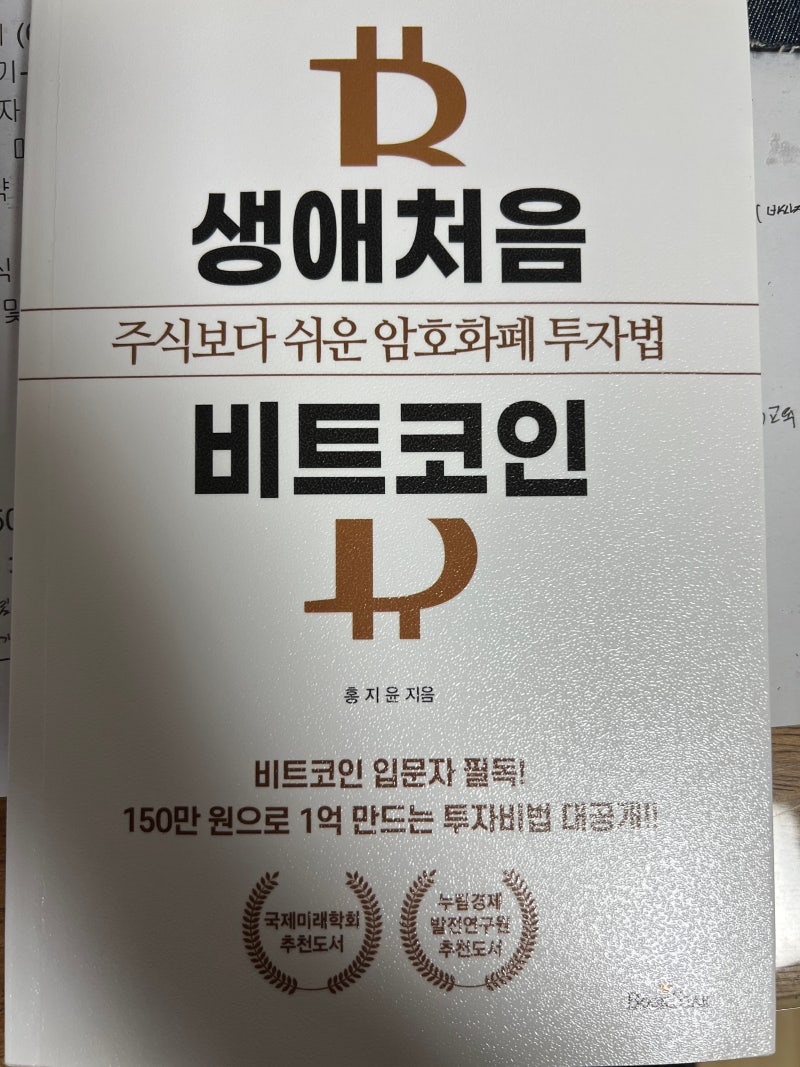 생애처음
주식보다 쉬운 암호화폐 투자법
비트코인
홍지윤 지음
비트코인 입문자 필독!
150만 원으로 1억 만드는 투자비법 대공개!!
국제미래학회
추천도서
누림경제
발전연구원
추천도서